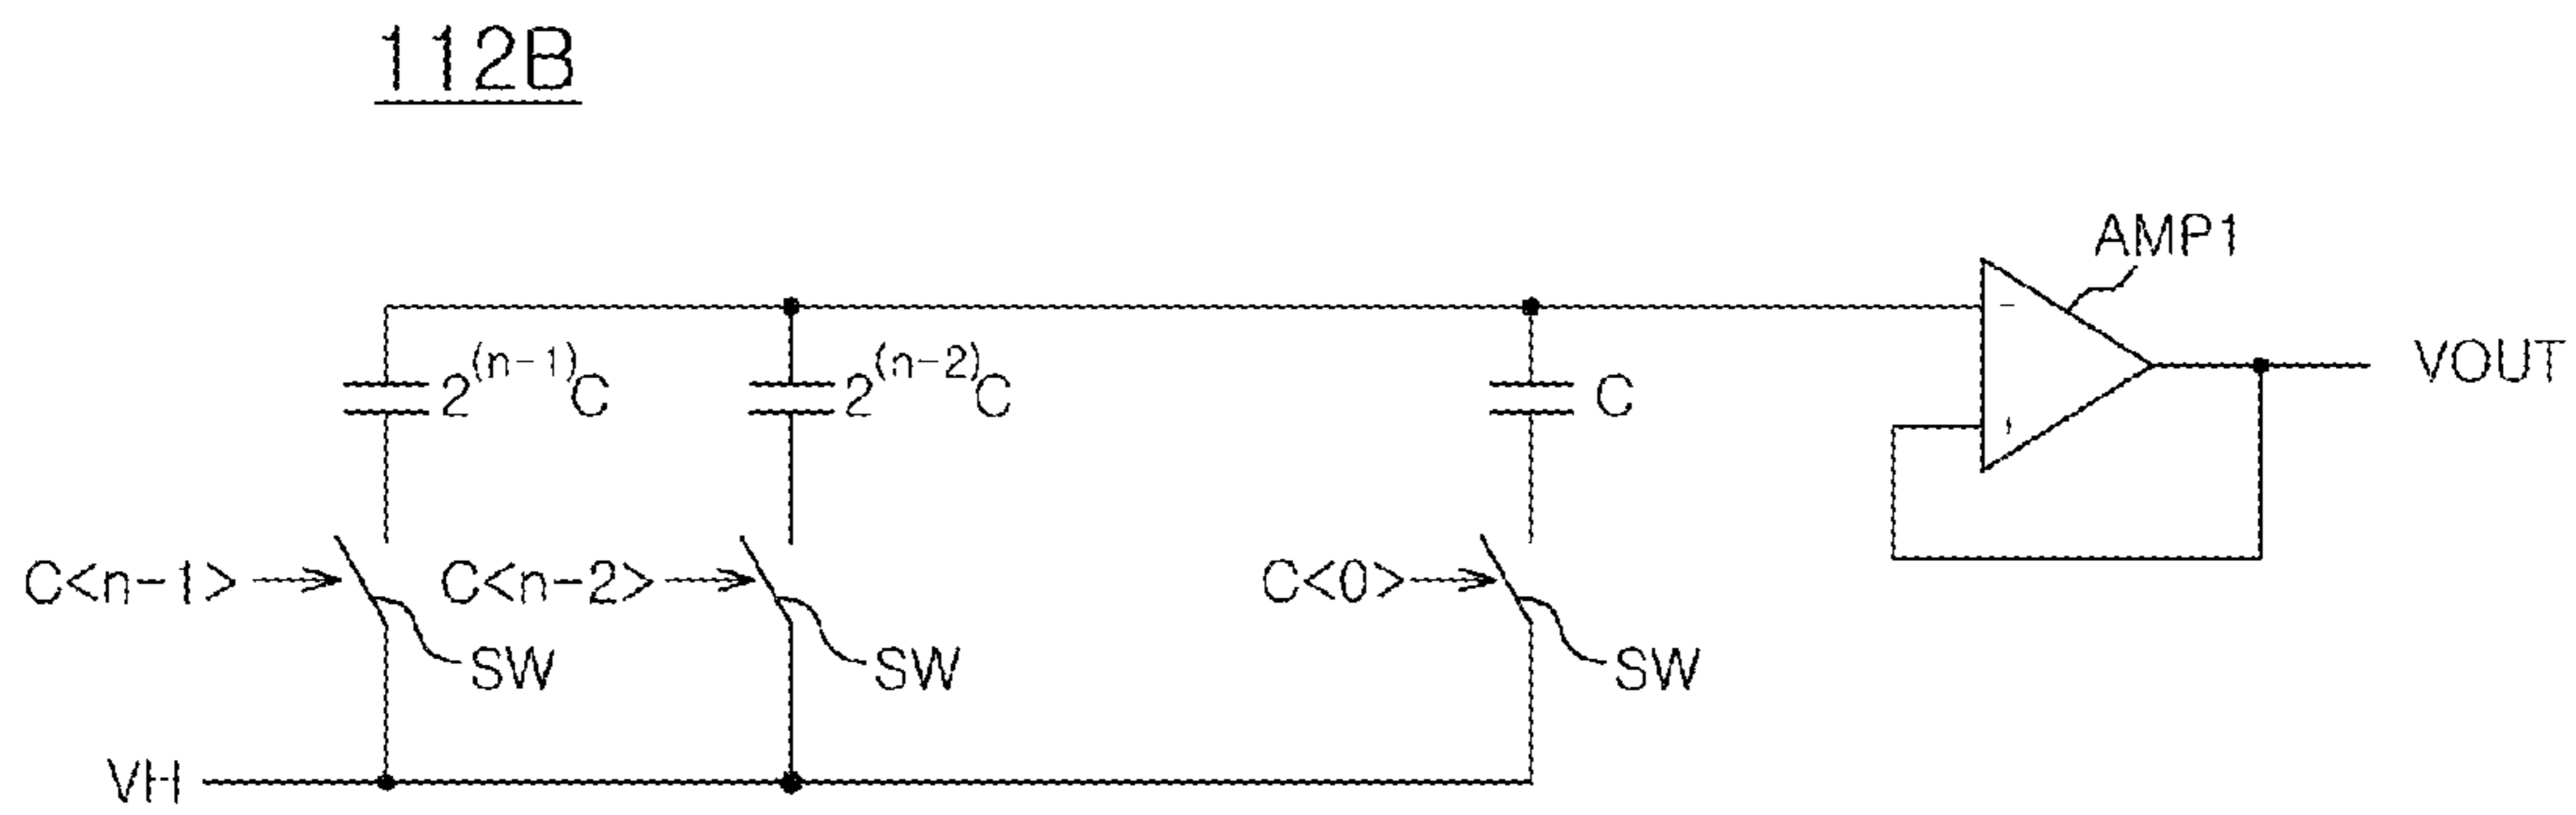 112B
AMP1
−
+
VOUT
2(n-1)C
2(n-2)C
C
C<n-1>
C<n-2>
C<0>
SW
SW
SW
VH